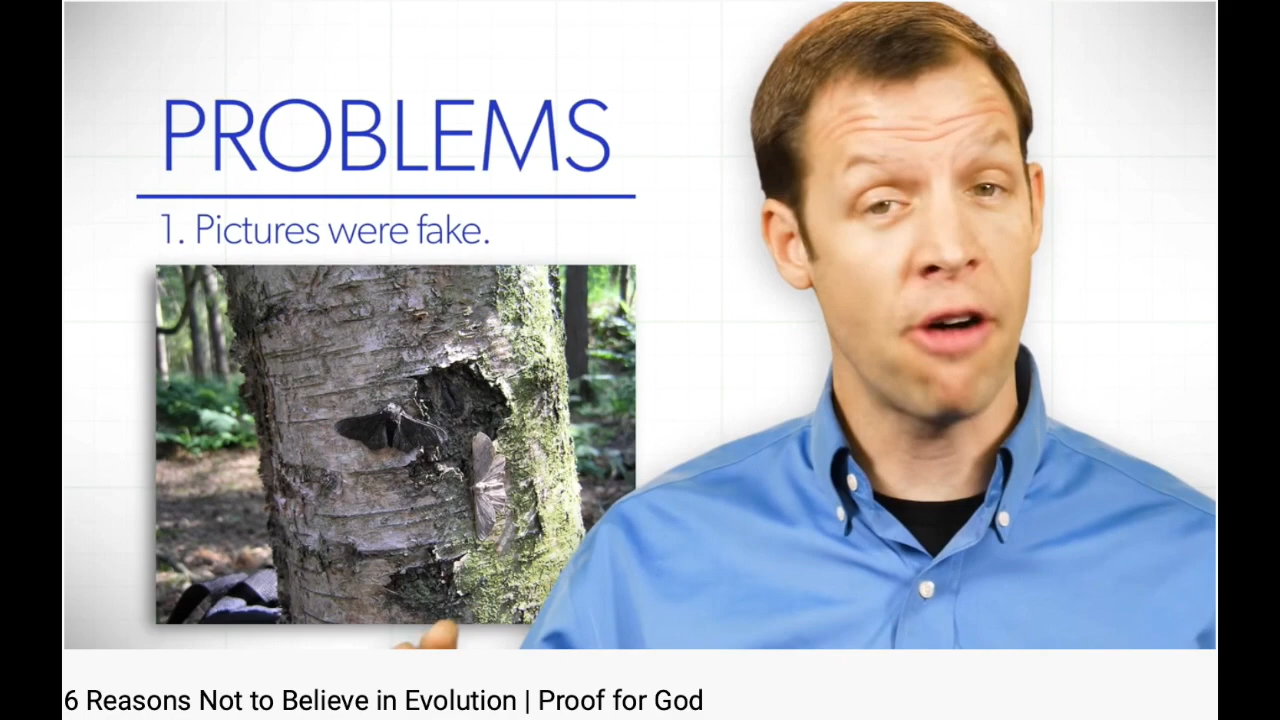 PROBLEMS
1. Pictures were fake.
6 Reasons Not to Believe in Evolution | Proof for God